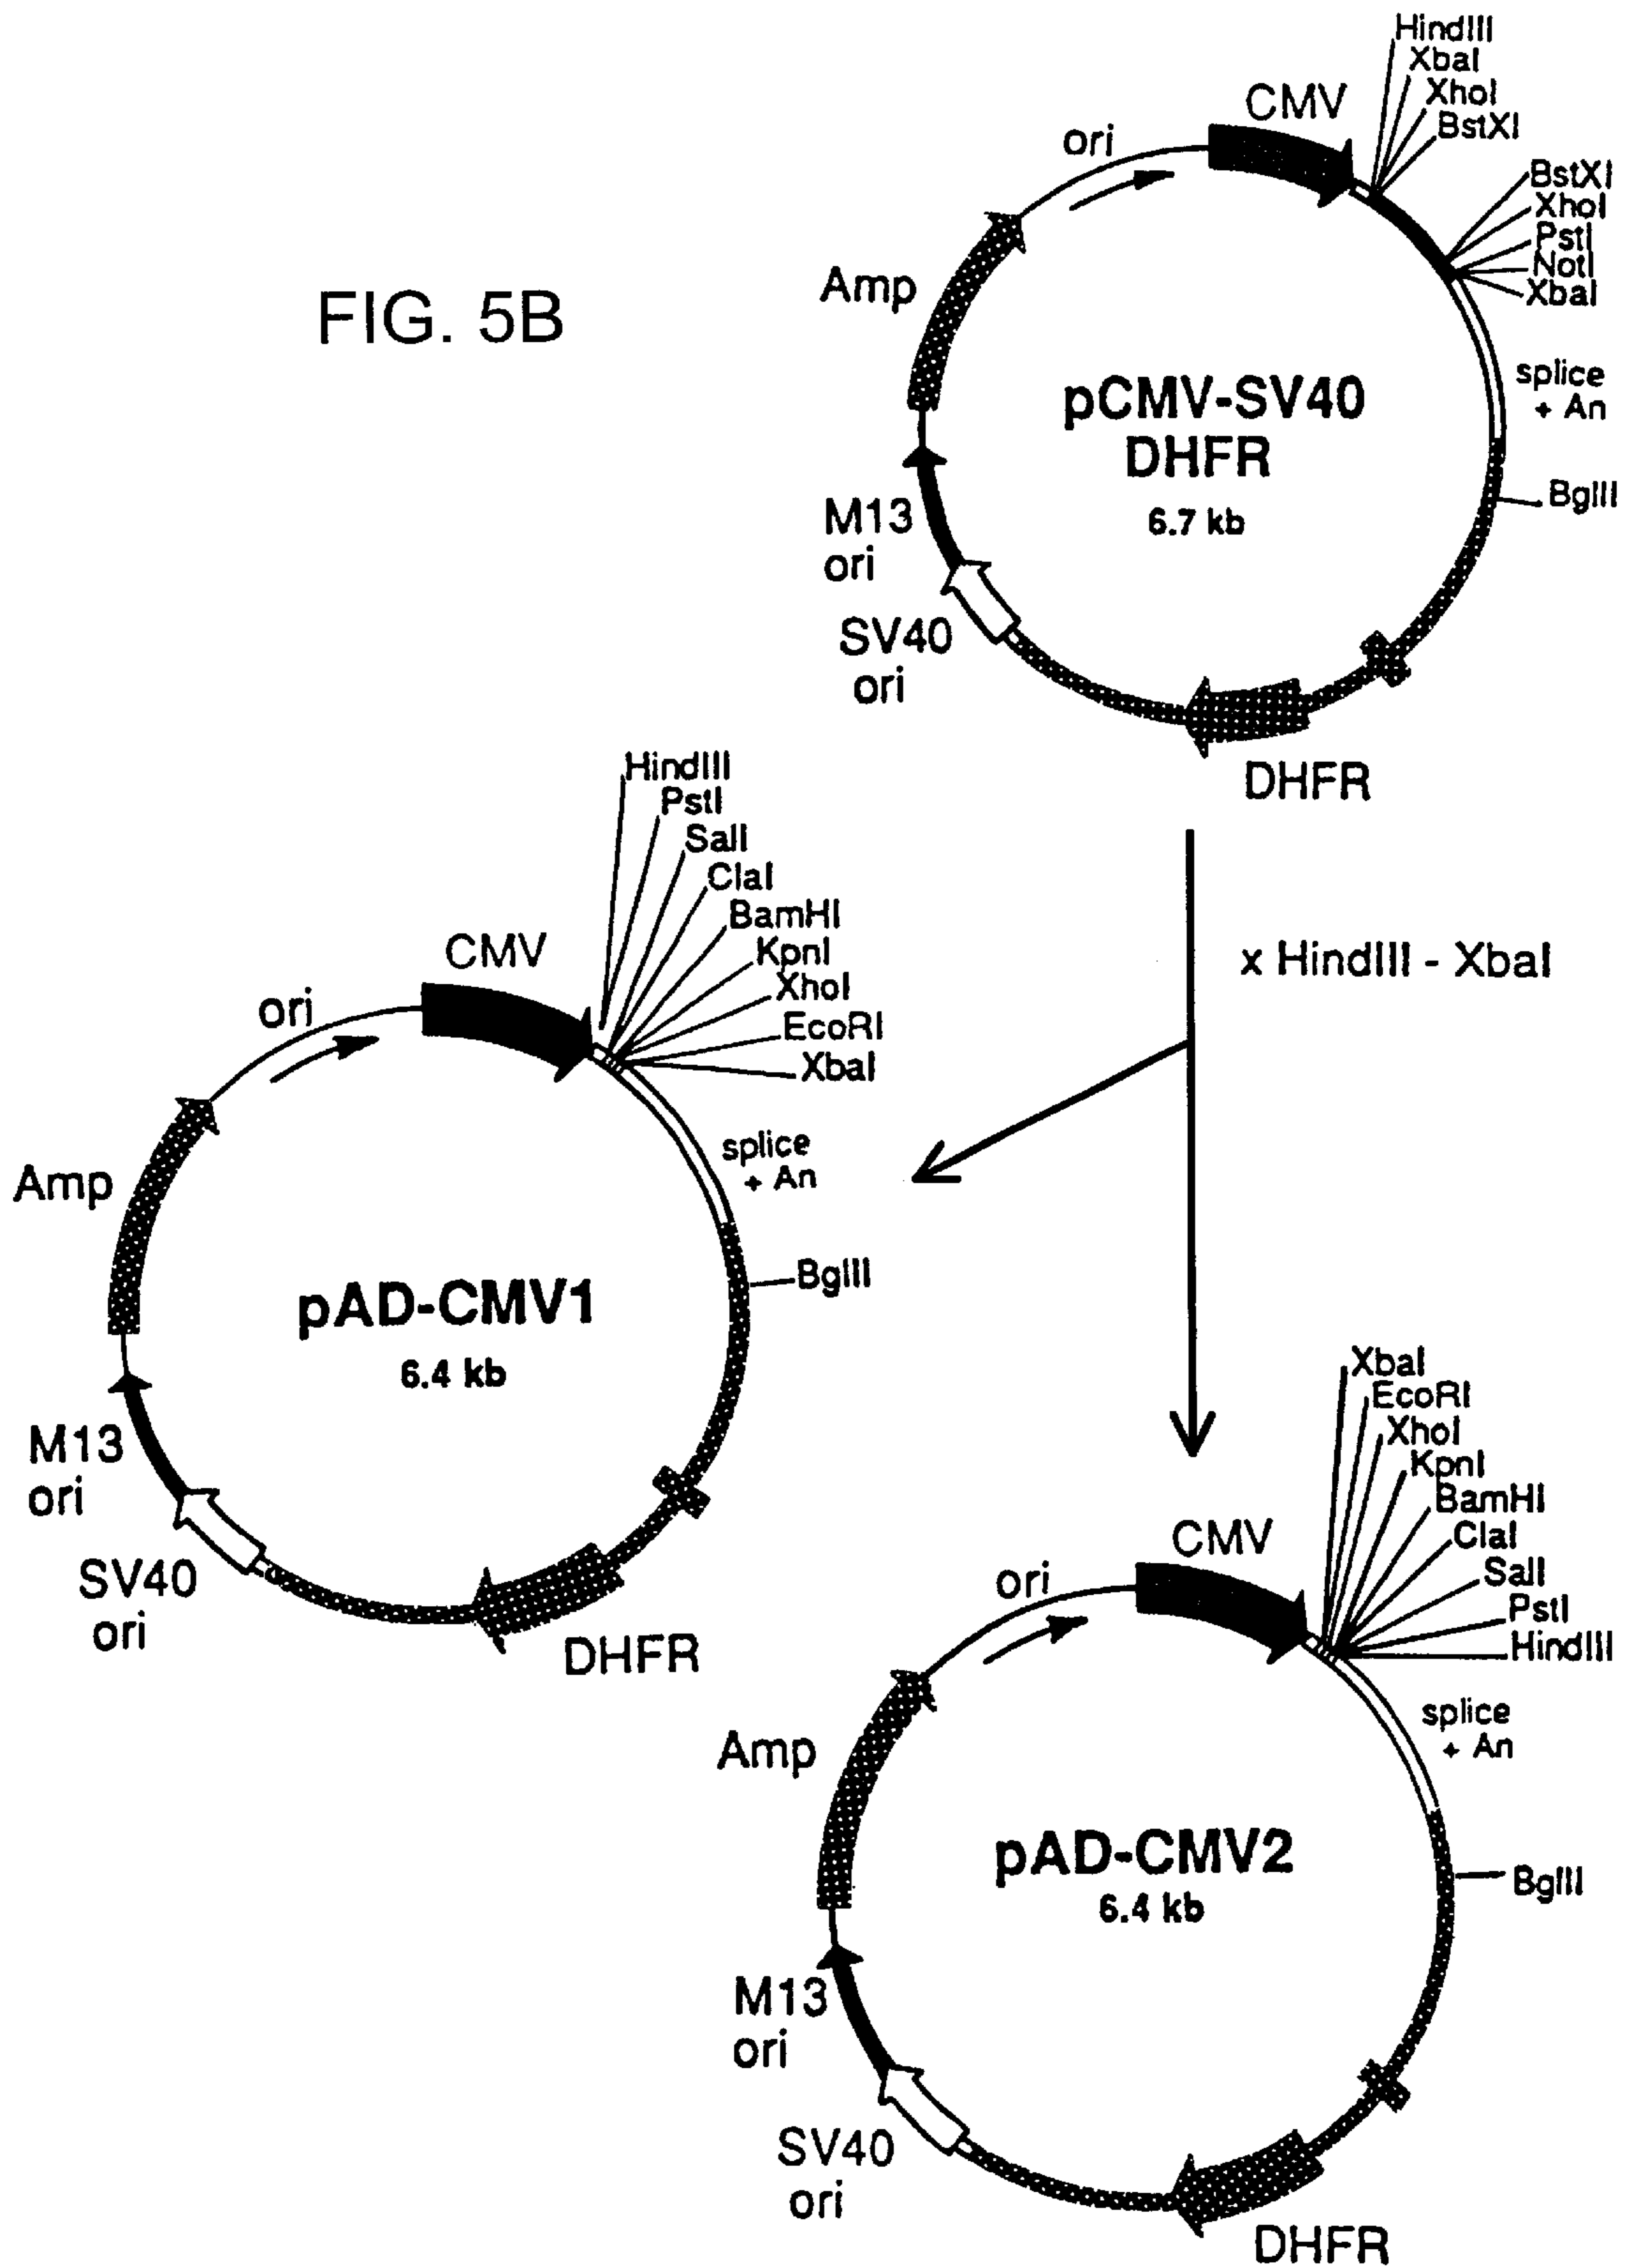 FIG. 5B
HindIII
XbaI
XhoI
BstXI
CMV
ori
BstXI
XhoI
PstI
NotI
XbaI
Amp
splice
+ An
pCMV-SV40
DHFR
6.7 kb
BglII
M13
ori
SV40
ori
DHFR
x HindIII - XbaI
HindIII
PstI
SalI
ClaI
BamHI
KpnI
XhoI
EcoRI
XbaI
CMV
ori
Amp
splice
+ An
BglII
pAD-CMV1
6.4 kb
M13
ori
SV40
ori
DHFR
XbaI
EcoRI
XhoI
KpnI
BamHI
ClaI
SalI
PstI
HindIII
CMV
ori
Amp
splice
+ An
pAD-CMV2
6.4 kb
BglII
M13
ori
SV40
ori
DHFR